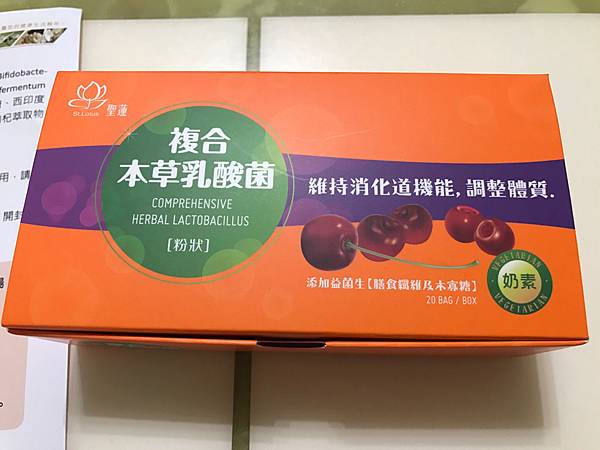 Bifidobacte-
fermentum
、西印度
杞萃取物
用，請
開封
St.Lotus 聖蓮
複合
本草乳酸菌
COMPREHENSIVE
HERBAL LACTOBACILLUS
[粉狀]
維持消化道機能,調整體質.
添加益菌生【膳食纖維及木寡糖】
20 BAG / BOX
VEGETARIAN
奶素
VEGETARIAN